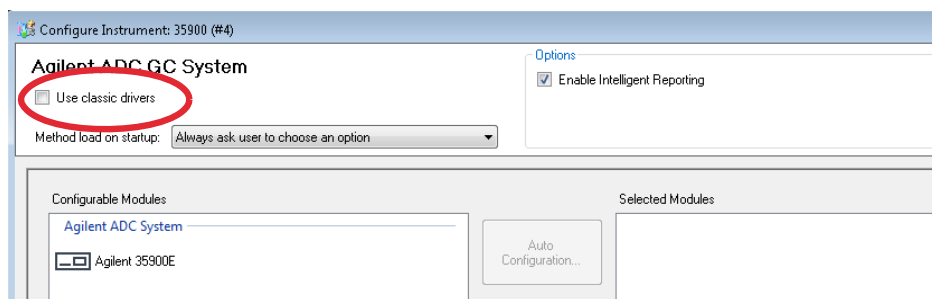 Configure Instrument: 35900 (#4)
Agilent ADC GC System
Use classic drivers
Method load on startup: Always ask user to choose an option
Options
Enable Intelligent Reporting
Configurable Modules
Agilent ADC System
Agilent 35900E
Auto
Configuration...
Selected Modules